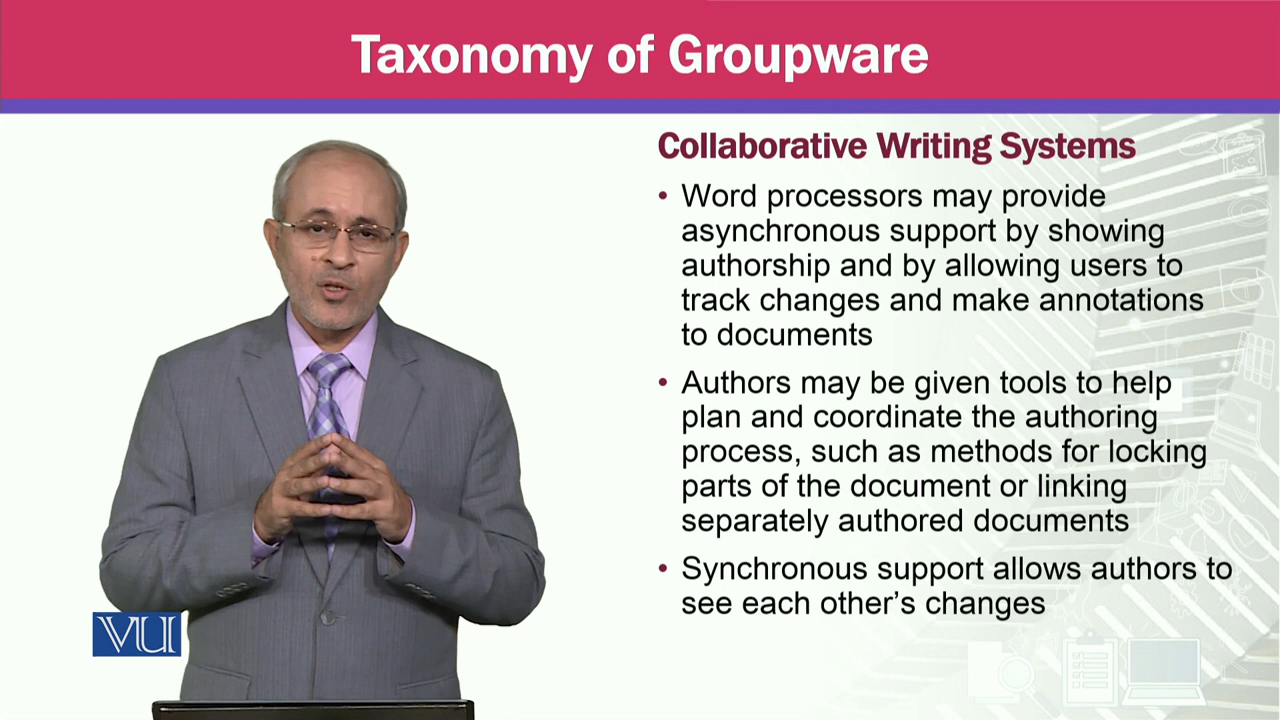 Taxonomy of Groupware
Collaborative Writing Systems
• Word processors may provide
asynchronous support by showing
authorship and by allowing users to
track changes and make annotations
to documents
• Authors may be given tools to help
plan and coordinate the authoring
process, such as methods for locking
parts of the document or linking
separately authored documents
• Synchronous support allows authors to
see each other’s changes
VU